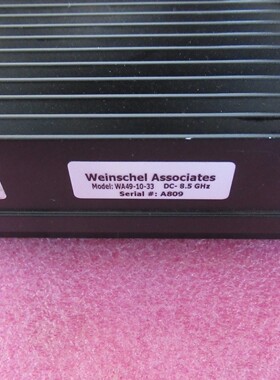 Weinschel Associates
Model: WA49-10-33 DC- 8.5 GHz
Serial #: A809